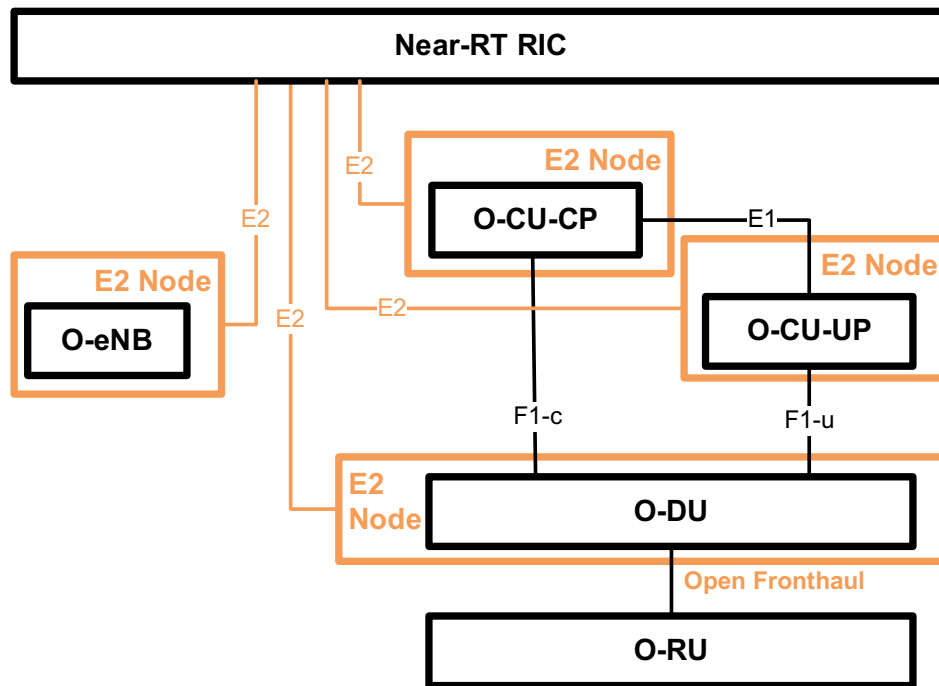 Near-RT RIC
E2
E2 Node
O-CU-CP
E1
E2
E2 Node
E2 Node
O-eNB
E2
E2
O-CU-UP
F1-c
F1-u
E2
Node
O-DU
Open Fronthaul
O-RU